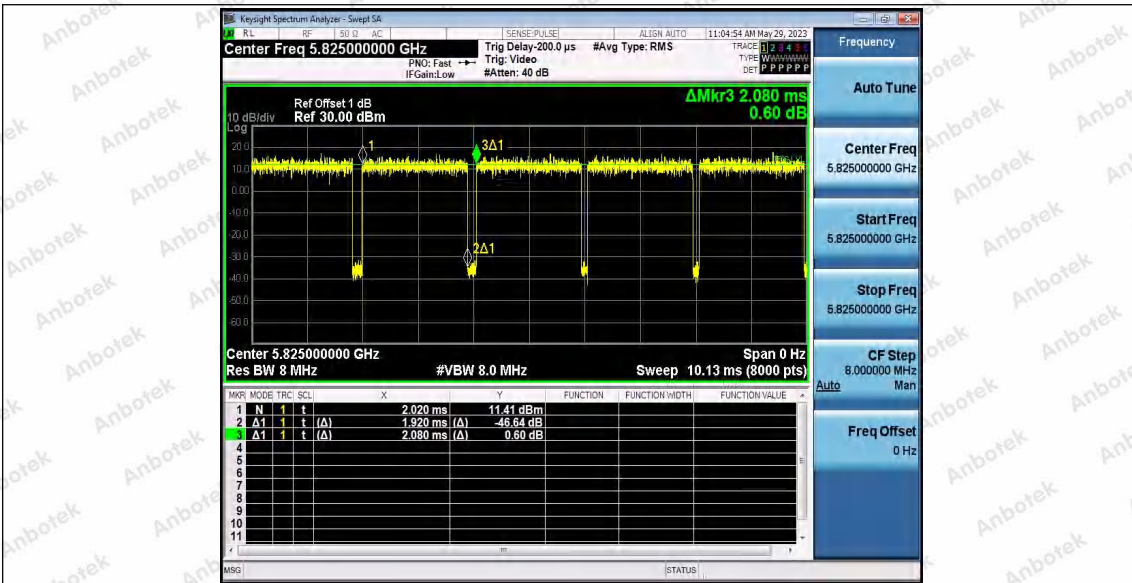 Keysight Spectrum Analyzer - Swept SA
RL RF 50 Ω AC SENSE:PULSE ALIGN AUTO 11:04:54 AM May 29, 2023
Center Freq 5.825000000 GHz
PNO: Fast
IFGain:Low
Trig Delay-200.0 µs
Trig: Video
#Atten: 40 dB
#Avg Type: RMS
TRACE 1 2 3 4 5 6
TYPE WWWWWW
DET P P P P P P
Frequency
Ref Offset 1 dB
10 dB/div Ref 30.00 dBm
Log
ΔMkr3 2.080 ms
0.60 dB
20.0
10.0
0.00
-10.0
-20.0
-30.0
-40.0
-50.0
-60.0
1
3Δ1
2Δ1
Center 5.825000000 GHz Span 0 Hz
Res BW 8 MHz #VBW 8.0 MHz Sweep 10.13 ms (8000 pts)
MKR MODE TRC SCL X Y FUNCTION FUNCTION WIDTH FUNCTION VALUE
1 N 1 t 2.020 ms 11.41 dBm
2 Δ1 1 t (Δ) 1.920 ms (Δ) -46.64 dB
3 Δ1 1 t (Δ) 2.080 ms (Δ) 0.60 dB
4
5
6
7
8
9
10
11
MSG STATUS
Auto Tune
Center Freq
5.825000000 GHz
Start Freq
5.825000000 GHz
Stop Freq
5.825000000 GHz
CF Step
8.000000 MHz
Auto Man
Freq Offset
0 Hz
Anbotek